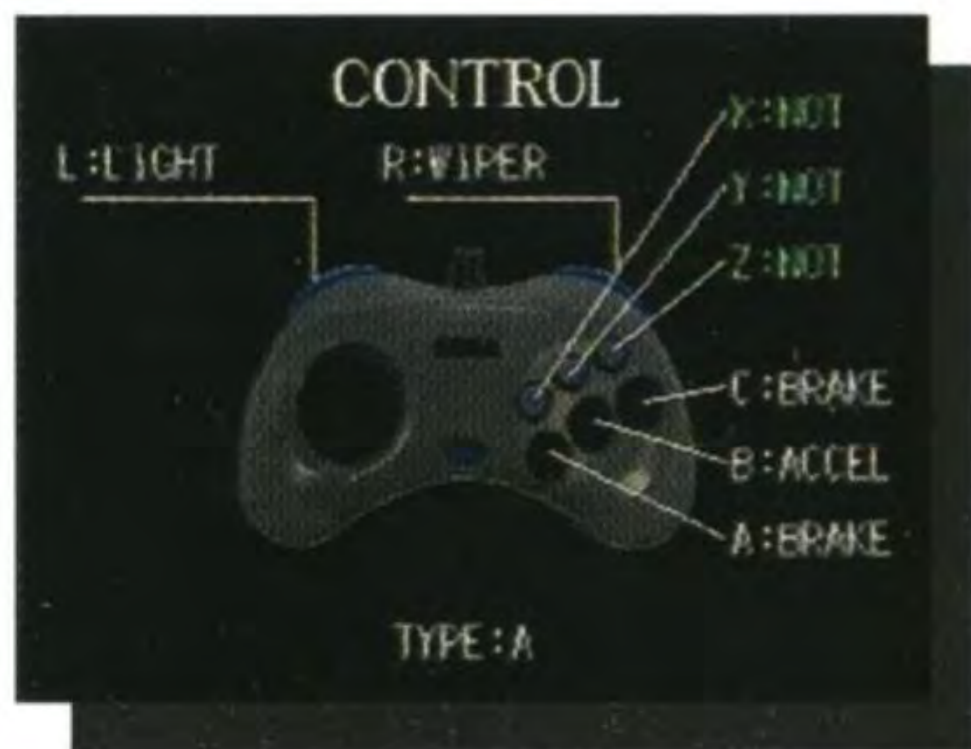 CONTROL
L:LIGHT
R:WIPER
X:NOT
Y:NOT
Z:NOT
C:BRAKE
B:ACCEL
A:BRAKE
TYPE:A